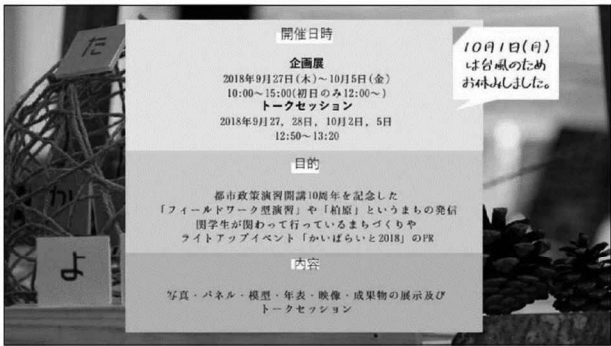 開催日時
企画展
2018年9月27日(木)～10月5日(金)
10:00～15:00(初日のみ12:00～)
トークセッション
2018年9月27, 28日, 10月2日, 5日
12:50～13:20
10月1日(月)
は台風のため
お休みしました。
目的
都市政策演習開講10周年を記念した
「フィールドワーク型演習」や「柏原」というまちの発信
関学生が関わって行っているまちづくりや
ライトアップイベント「かいばらいと2018」のPR
内容
写真・パネル・模型・年表・映像・成果物の展示及び
トークセッション
た
か
よ